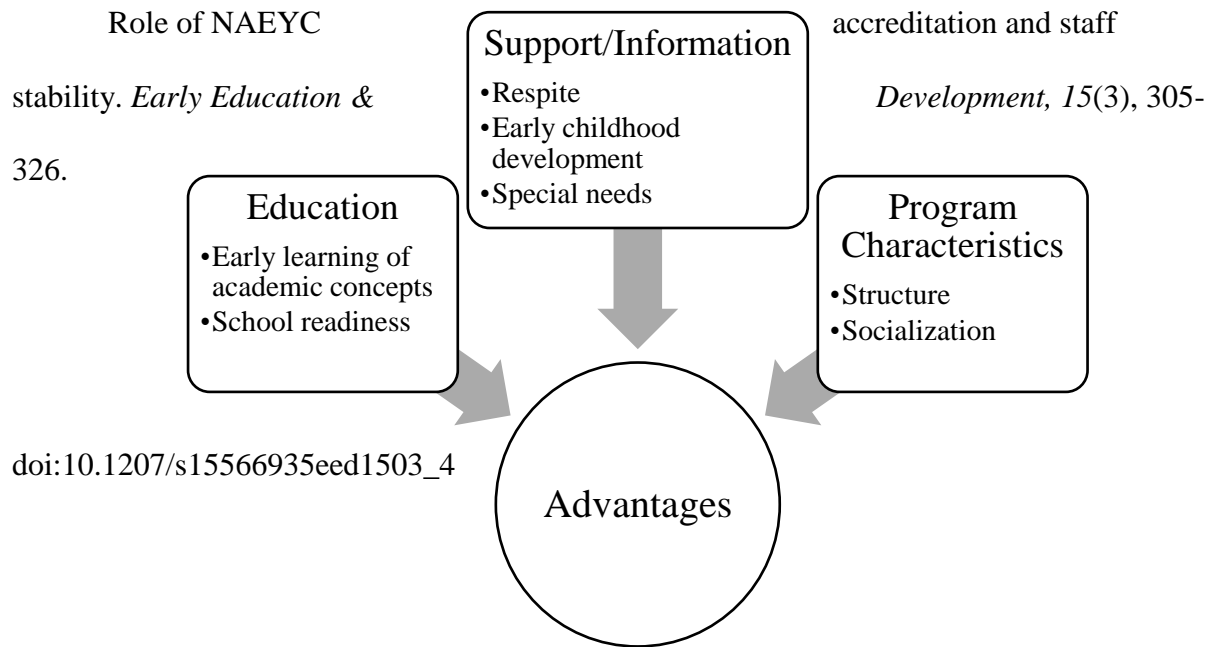 Role of NAEYC accreditation and staff
stability. Early Education & Development, 15(3), 305-
326.
Support/Information
•Respite
•Early childhood
development
•Special needs
Education
•Early learning of
academic concepts
•School readiness
Program
Characteristics
•Structure
•Socialization
doi:10.1207/s15566935eed1503_4
Advantages